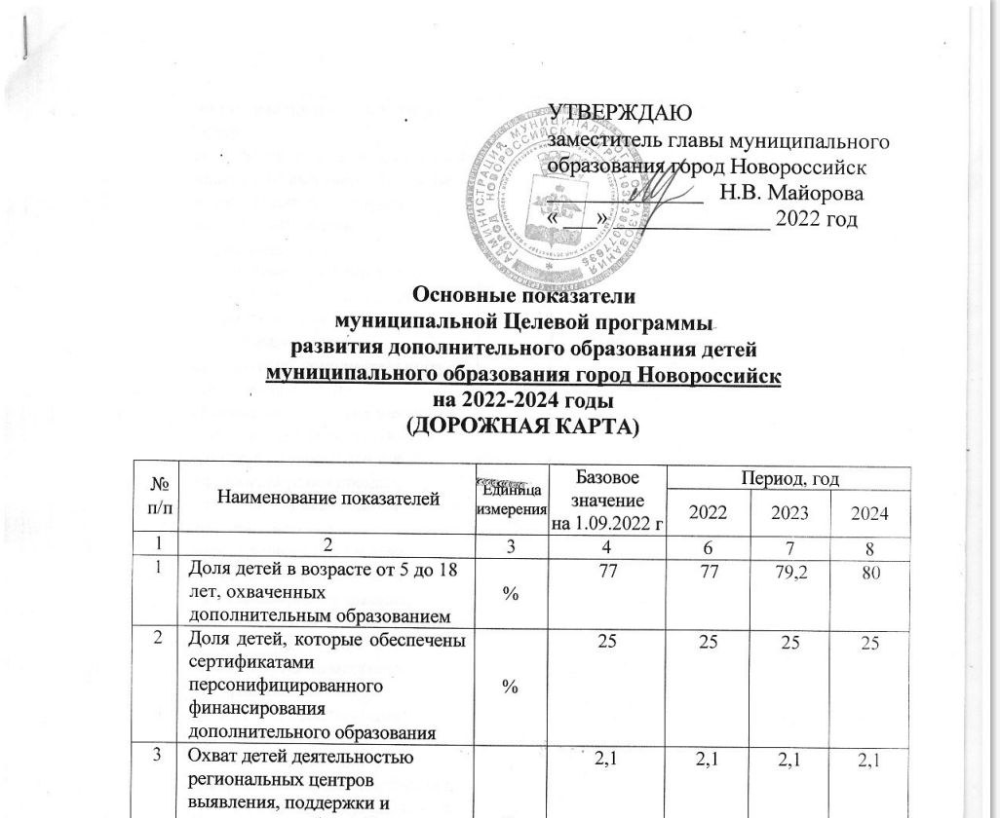 УТВЕРЖДАЮ
заместитель главы муниципального
образования город Новороссийск
Н.В. Майорова
« ___» ______________ 2022 год
Основные показатели
муниципальной Целевой программы
развития дополнительного образования детей
муниципального образования город Новороссийск
на 2022-2024 годы
(ДОРОЖНАЯ КАРТА)
№ п/п
Наименование показателей
Единица измерения
Базовое значение на 1.09.2022 г
Период, год
2022 2023 2024
1 2 3 4 6 7 8
1 Доля детей в возрасте от 5 до 18 77 77 79,2 80
лет, охваченных
%
дополнительным образованием
2 Доля детей, которые обеспечены 25 25 25 25
сертификатами
персонифицированного
%
финансирования
дополнительного образования
3 Охват детей деятельностью 2,1 2,1 2,1 2,1
региональных центров
выявления, поддержки и